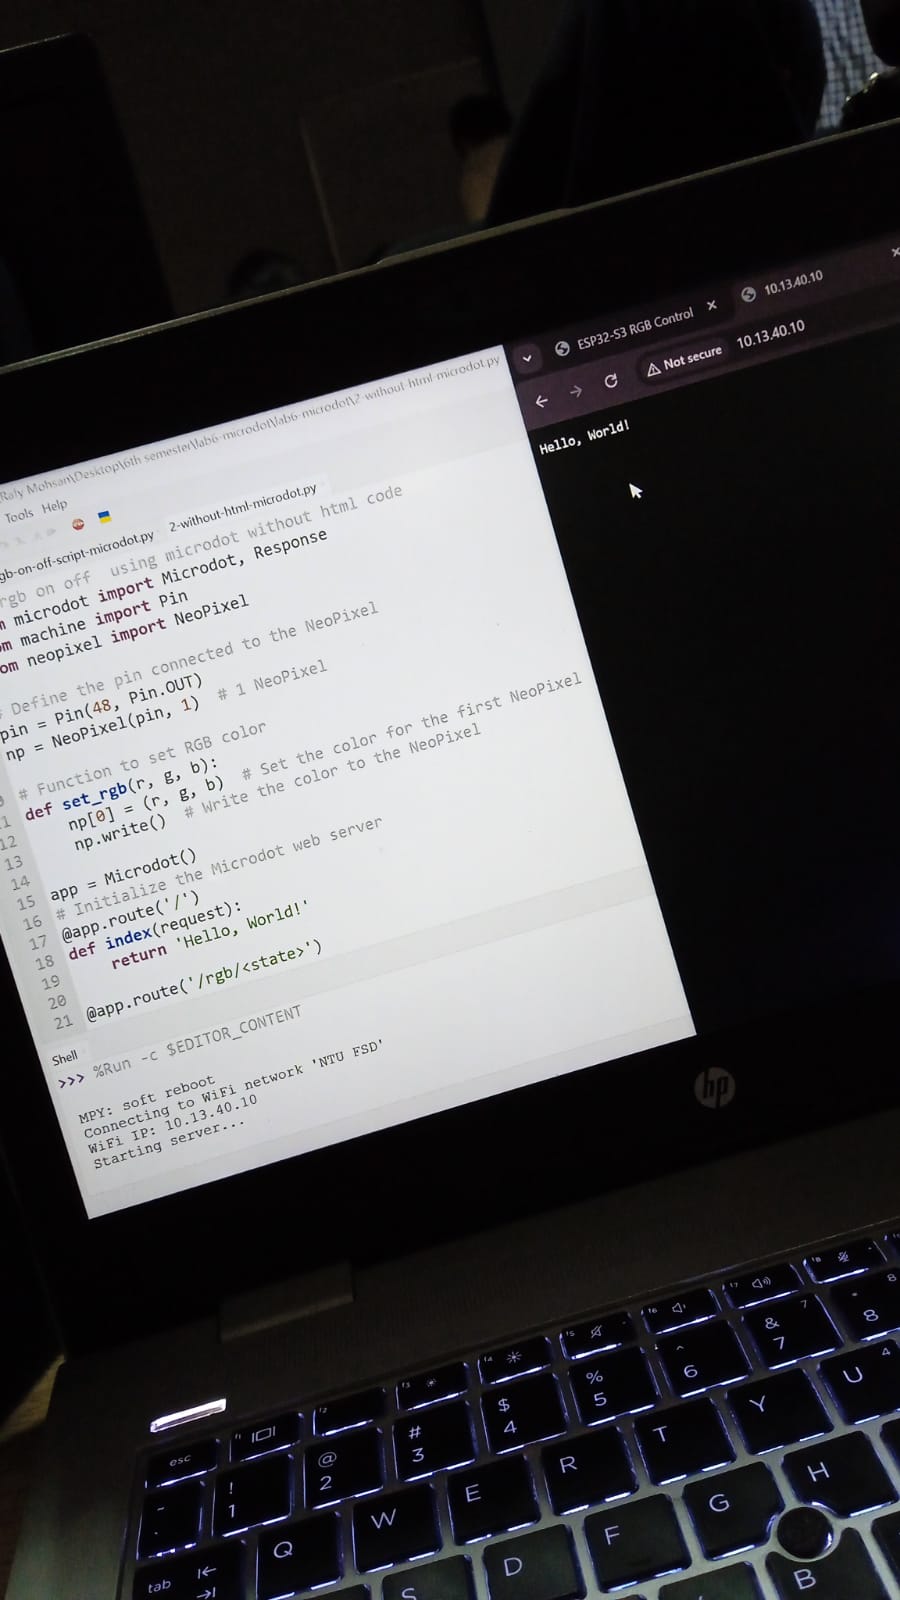 Raly Mohsan\Desktop\6th semester\lab6-microdot\lab6-microdot\2-without-html-microdot.py
Tools Help
gb-on-off-script-microdot.py
2-without-html-microdot.py
rgb on off using microdot without html code
m microdot import Microdot, Response
om machine import Pin
om neopixel import NeoPixel
# Define the pin connected to the NeoPixel
pin = Pin(48, Pin.OUT)
np = NeoPixel(pin, 1) # 1 NeoPixel
# Function to set RGB color
11 def set_rgb(r, g, b):
12 np[0] = (r, g, b) # Set the color for the first NeoPixel
13 np.write() # Write the color to the NeoPixel
14
15 app = Microdot()
16 # Initialize the Microdot web server
17 @app.route('/')
18 def index(request):
19 return 'Hello, World!'
20
21 @app.route('/rgb/<state>')
Shell
>>> %Run -c $EDITOR_CONTENT
MPY: soft reboot
Connecting to WiFi network 'NTU FSD'
WiFi IP: 10.13.40.10
Starting server...
ESP32-S3 RGB Control
10.13.40.10
Not secure 10.13.40.10
Hello, World!
hp
esc
! 1
@ 2
# 3
$ 4
% 5
^ 6
& 7
* 8
tab Q W E R T Y U
S D F G H
B